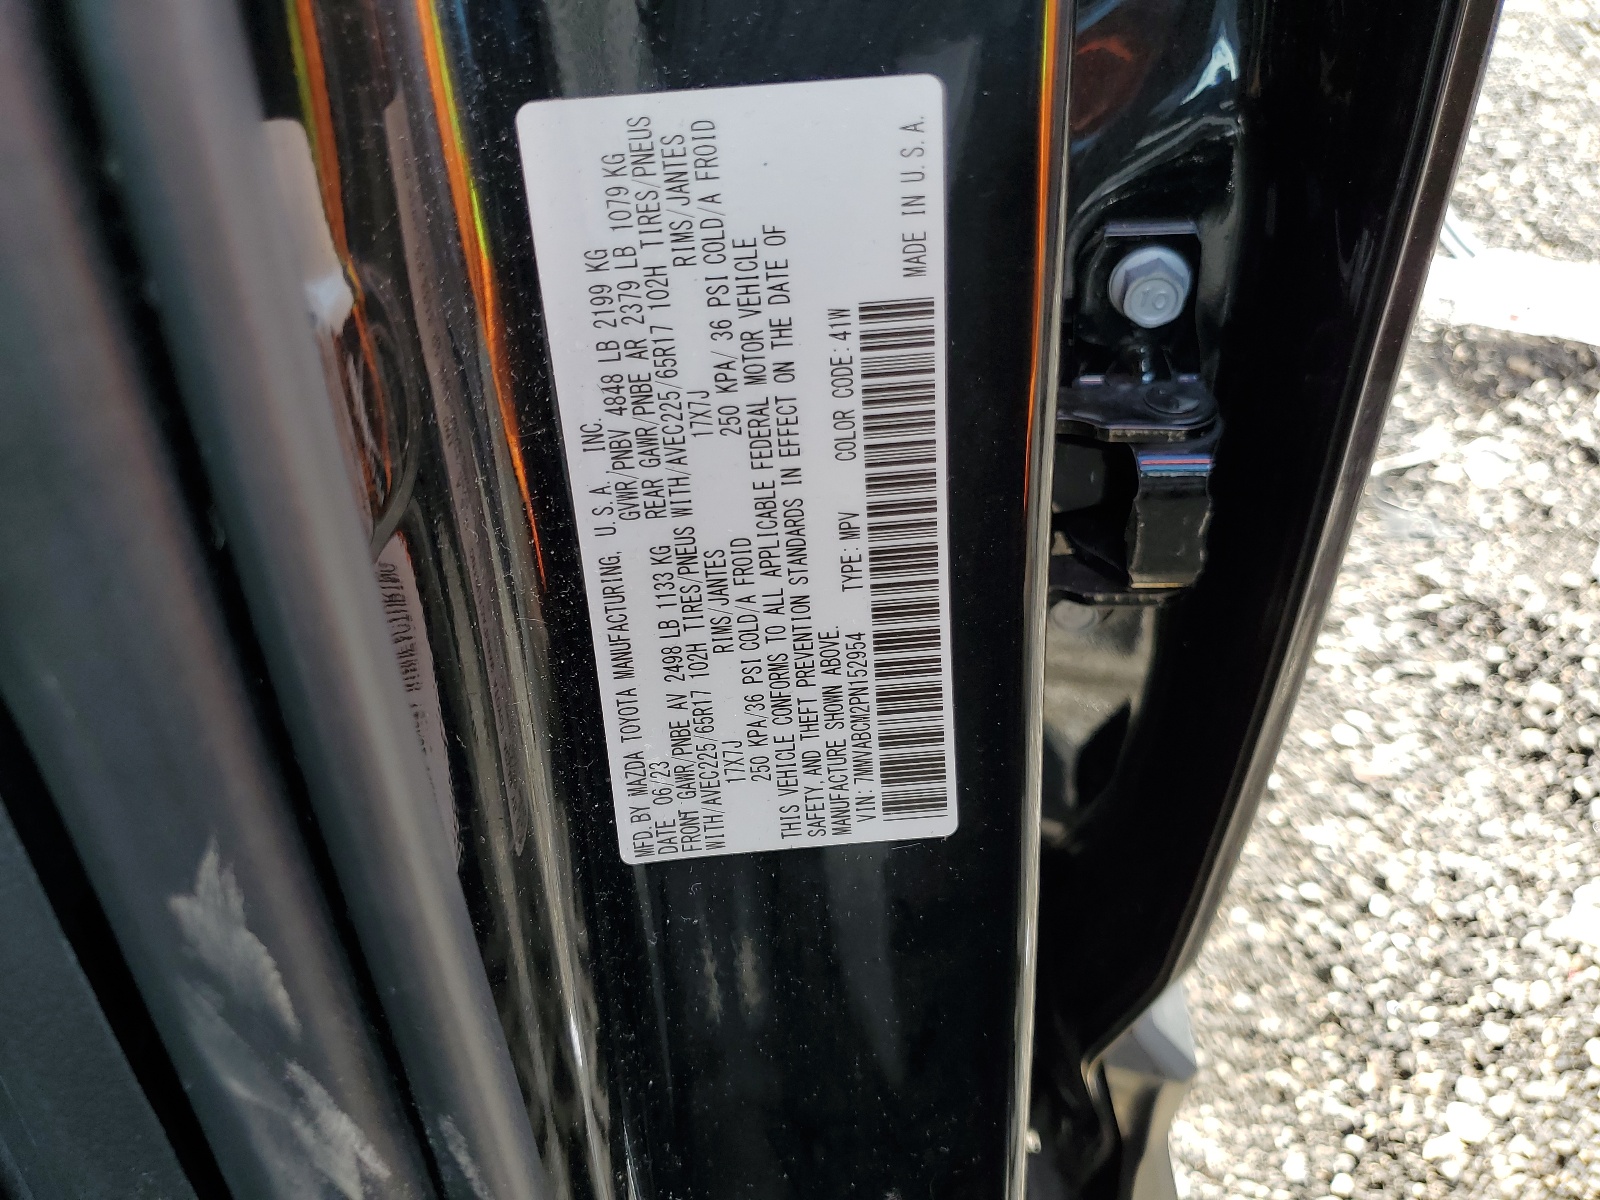 MFD.BY MAZDA TOYOTA MANUFACTURING, U. S. A. INC.
DATE 06/23 GVWR/PNBV 4848 LB 2199 KG
FRONT GAWR/PNBE AV 2498 LB 1133 KG REAR GAWR/PNBE AR 2379 LB 1079 KG
WITH/AVEC225/65R17 102H TIRES/PNEUS WITH/AVEC225/65R17 102H TIRES/PNEUS
17X7J RIMS/JANTES 17X7J RIMS/JANTES
250 KPA/36 PSI COLD/A FROID 250 KPA/ 36 PSI COLD/A FROID
THIS VEHICLE CONFORMS TO ALL APPLICABLE FEDERAL MOTOR VEHICLE
SAFETY, AND THEFT PREVENTION STANDARDS IN EFFECT ON THE DATE OF
MANUFACTURE SHOWN ABOVE.
VIN: 7MMVABCM2PN152954 TYPE: MPV COLOR CODE: 41W
MADE IN U. S. A.
10